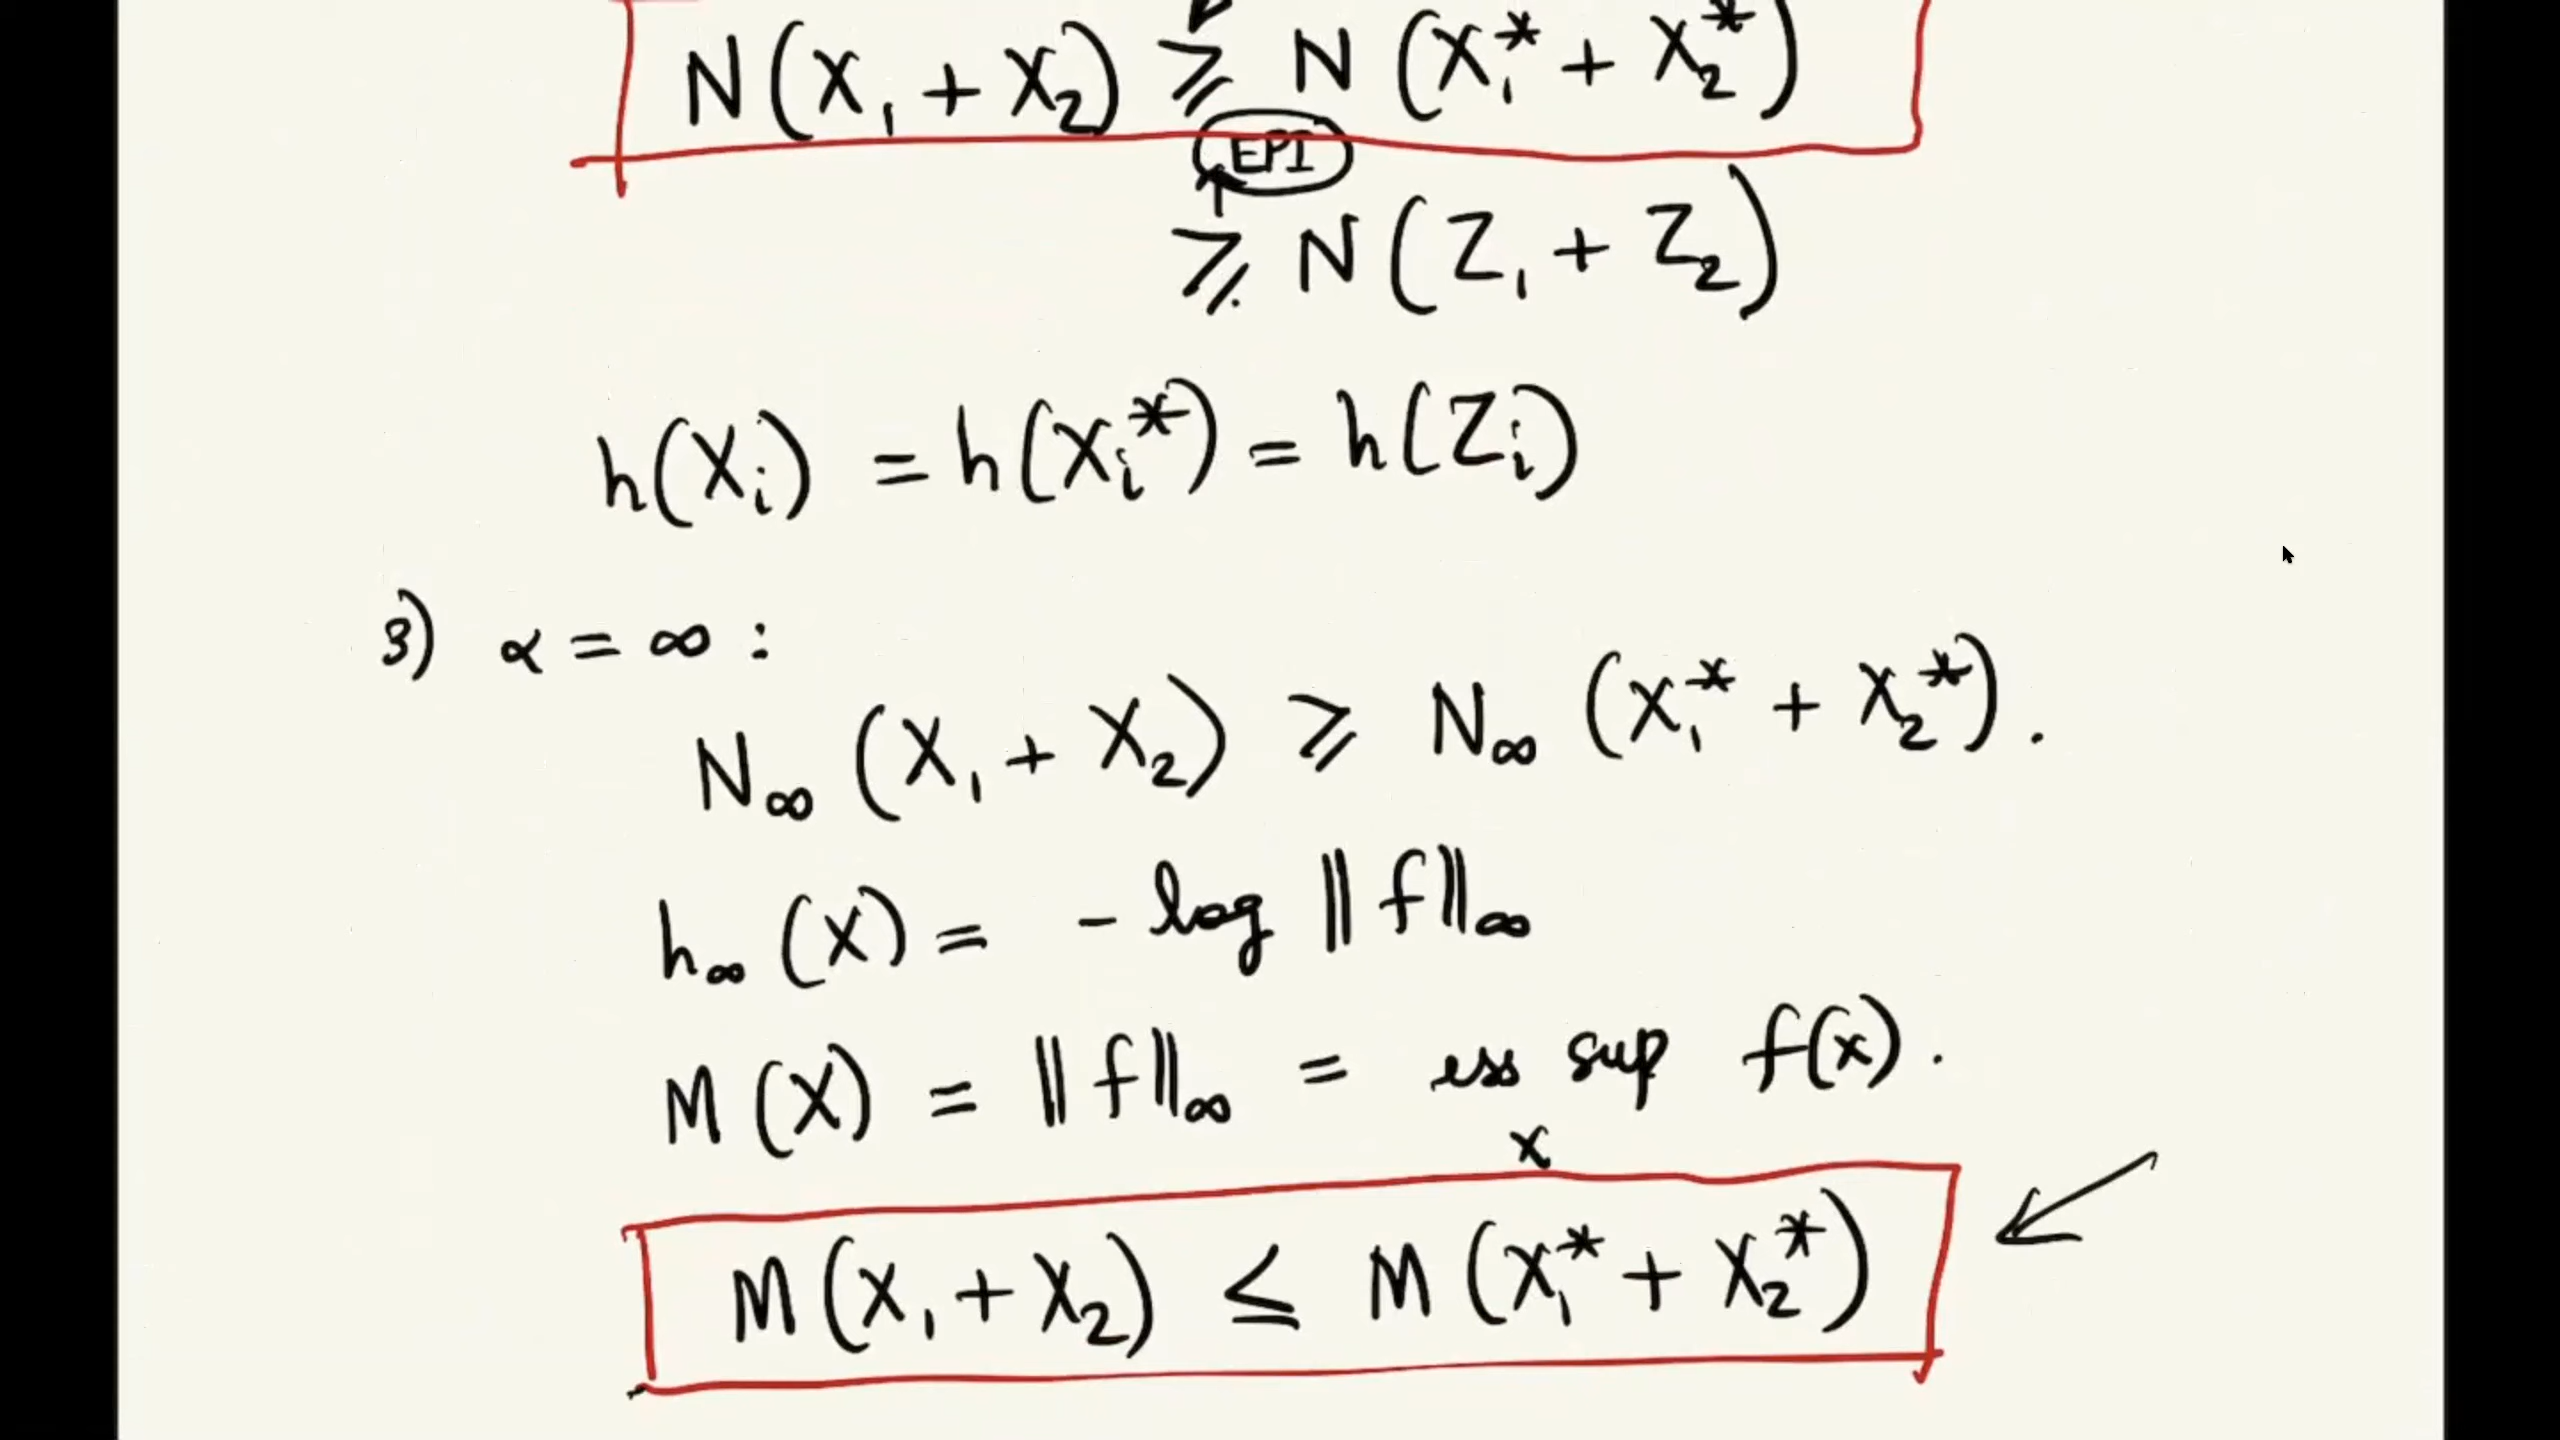 N(X₁ + X₂) ⩾ N(X₁* + X₂*)
EPI
⩾ N(Z₁ + Z₂)
h(Xᵢ) = h(Xᵢ*) = h(Zᵢ)
3) α = ∞ :
N∞(X₁ + X₂) ⩾ N∞(X₁* + X₂*).
h∞(X) = - log ‖f‖∞
M(X) = ‖f‖∞ = ess sup f(x).
x
M(X₁ + X₂) ≤ M(X₁* + X₂*)